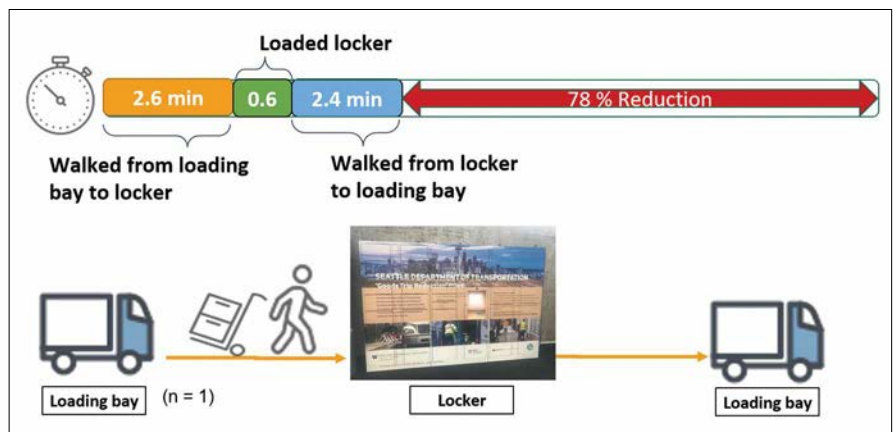 Loaded locker
2.6 min
0.6
2.4 min
78 % Reduction
Walked from loading
bay to locker
Walked from locker
to loading bay
SEATTLE DEPARTMENT OF TRANSPORTATION
Loading bay
(n = 1)
Locker
Loading bay